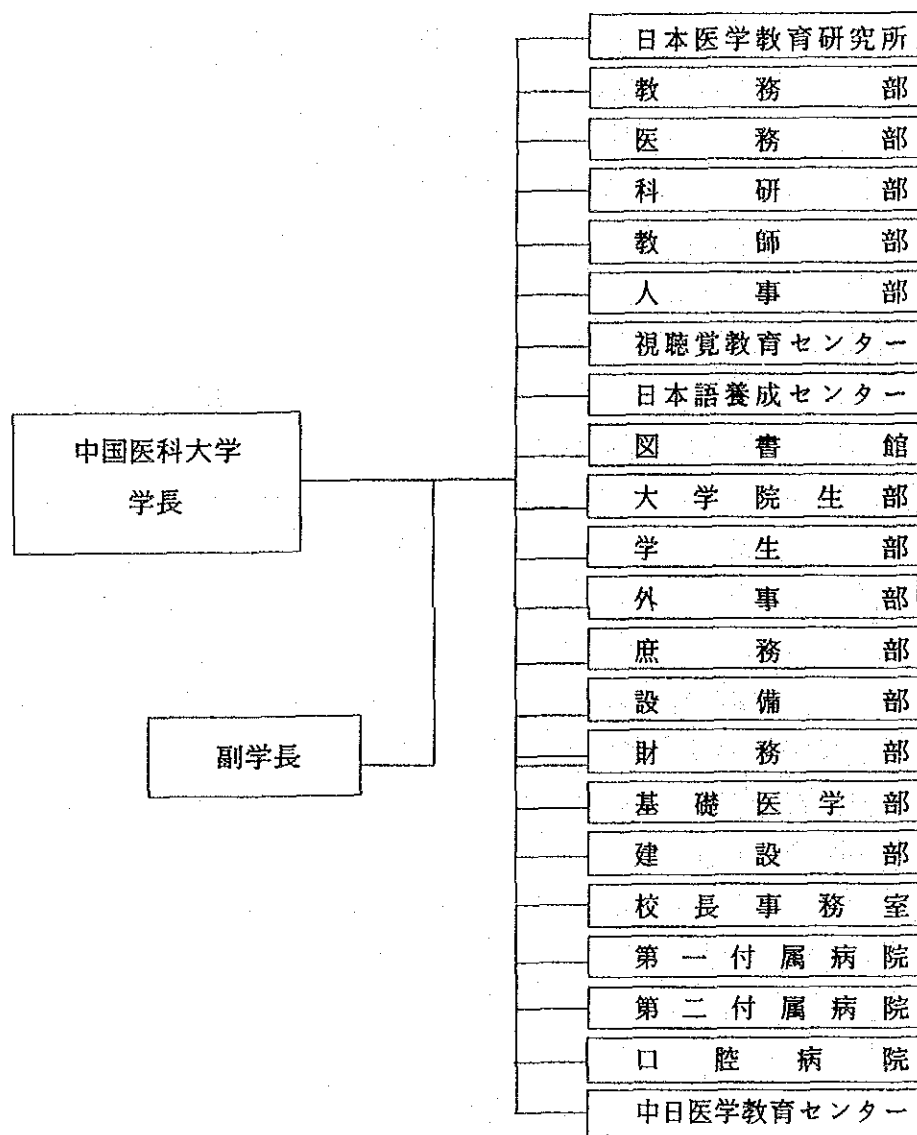 中国医科大学
学長
副学長
日本医学教育研究所
教務部
医務部
科研部
教師部
人事部
視聴覚教育センター
日本語養成センター
図書館
大学院生部
学生部
外事部
庶務部
設備部
財務部
基礎医学部
建設部
校長事務室
第一付属病院
第二付属病院
口腔病院
中日医学教育センター